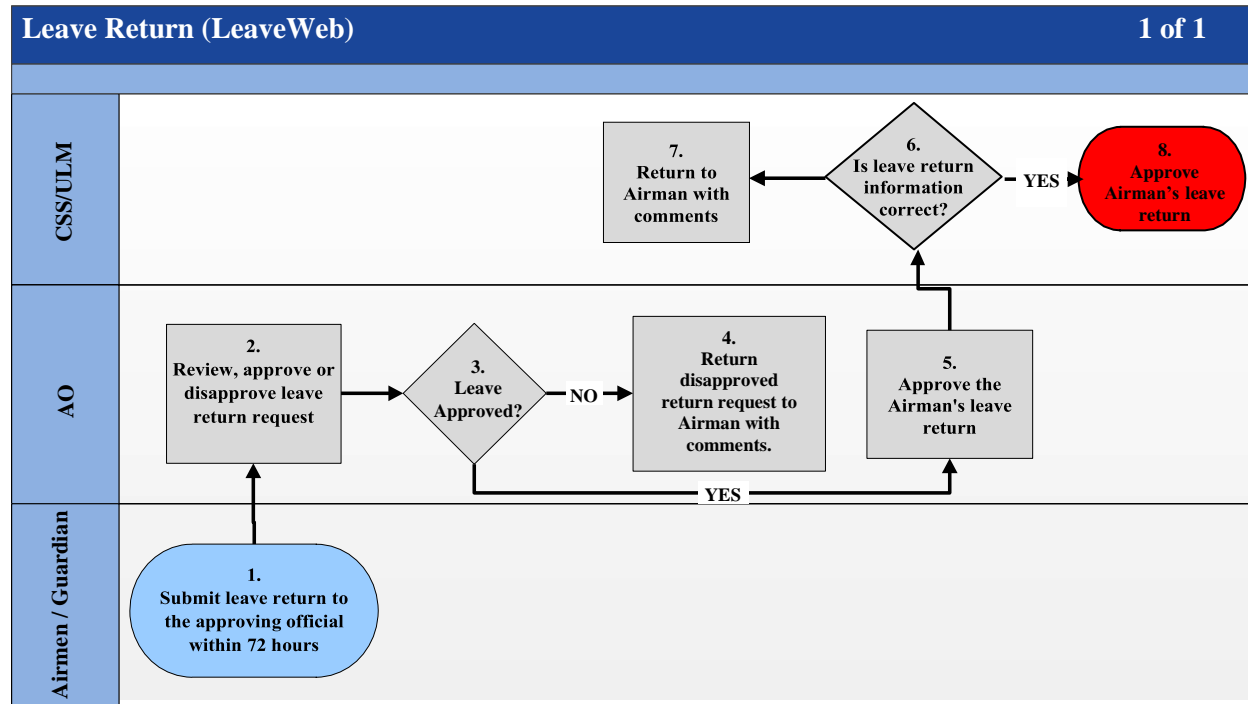 Leave Return (LeaveWeb)
1 of 1
CSS/ULM
7.
Return to
Airman with
comments
6.
Is leave return
information
correct?
YES
8.
Approve
Airman’s leave
return
AO
2.
Review, approve or
disapprove leave
return request
3.
Leave
Approved?
NO
4.
Return
disapproved
return request to
Airman with
comments.
5.
Approve the
Airman's leave
return
YES
Airmen / Guardian
1.
Submit leave return to
the approving official
within 72 hours